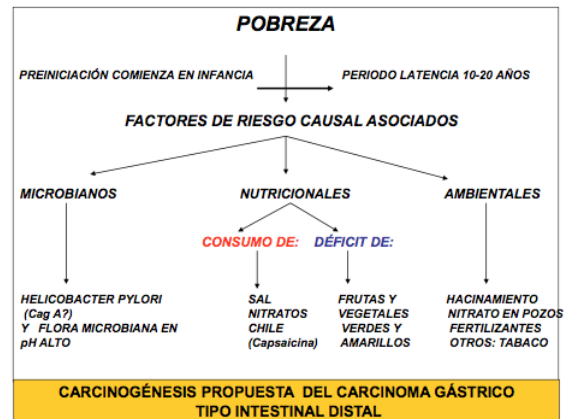 POBREZA
PREINICIACIÓN COMIENZA EN INFANCIA
PERIODO LATENCIA 10-20 AÑOS
FACTORES DE RIESGO CAUSAL ASOCIADOS
MICROBIANOS
NUTRICIONALES
AMBIENTALES
CONSUMO DE:
DÉFICIT DE:
HELICOBACTER PYLORI
(Cag A?)
Y FLORA MICROBIANA EN
pH ALTO
SAL
NITRATOS
CHILE
(Capsaicina)
FRUTAS Y
VEGETALES
VERDES Y
AMARILLOS
HACINAMIENTO
NITRATO EN POZOS
FERTILIZANTES
OTROS: TABACO
CARCINOGÉNESIS PROPUESTA DEL CARCINOMA GÁSTRICO
TIPO INTESTINAL DISTAL